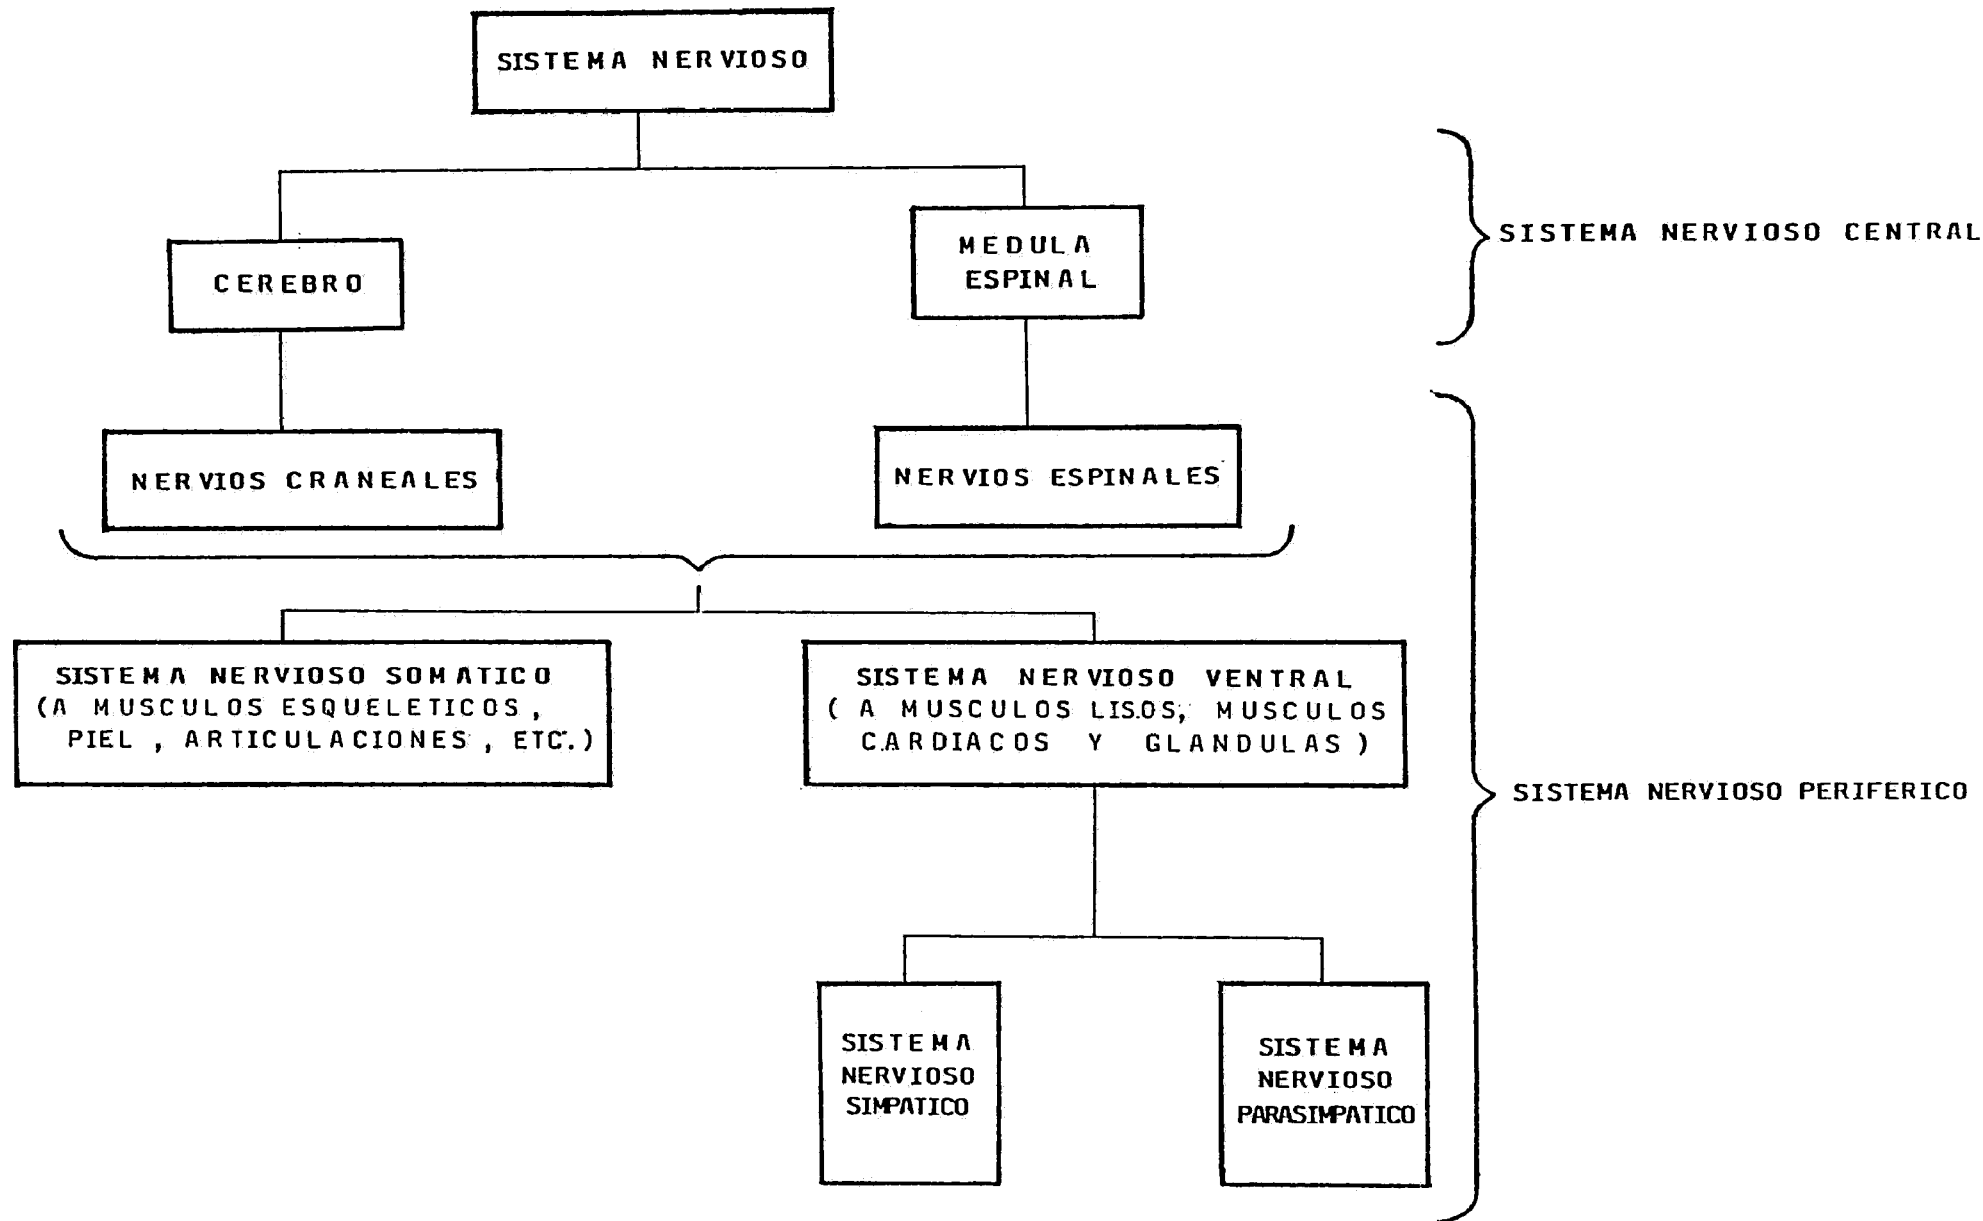 SISTEMA NERVIOSO
SISTEMA NERVIOSO CENTRAL
CEREBRO
MEDULA
ESPINAL
NERVIOS CRANEALES
NERVIOS ESPINALES
SISTEMA NERVIOSO SOMATICO
(A MUSCULOS ESQUELETICOS,
PIEL, ARTICULACIONES, ETC.)
SISTEMA NERVIOSO VENTRAL
( A MUSCULOS LISOS, MUSCULOS
CARDIACOS Y GLANDULAS )
SISTEMA NERVIOSO PERIFERICO
SISTEMA
NERVIOSO
SIMPATICO
SISTEMA
NERVIOSO
PARASIMPATICO